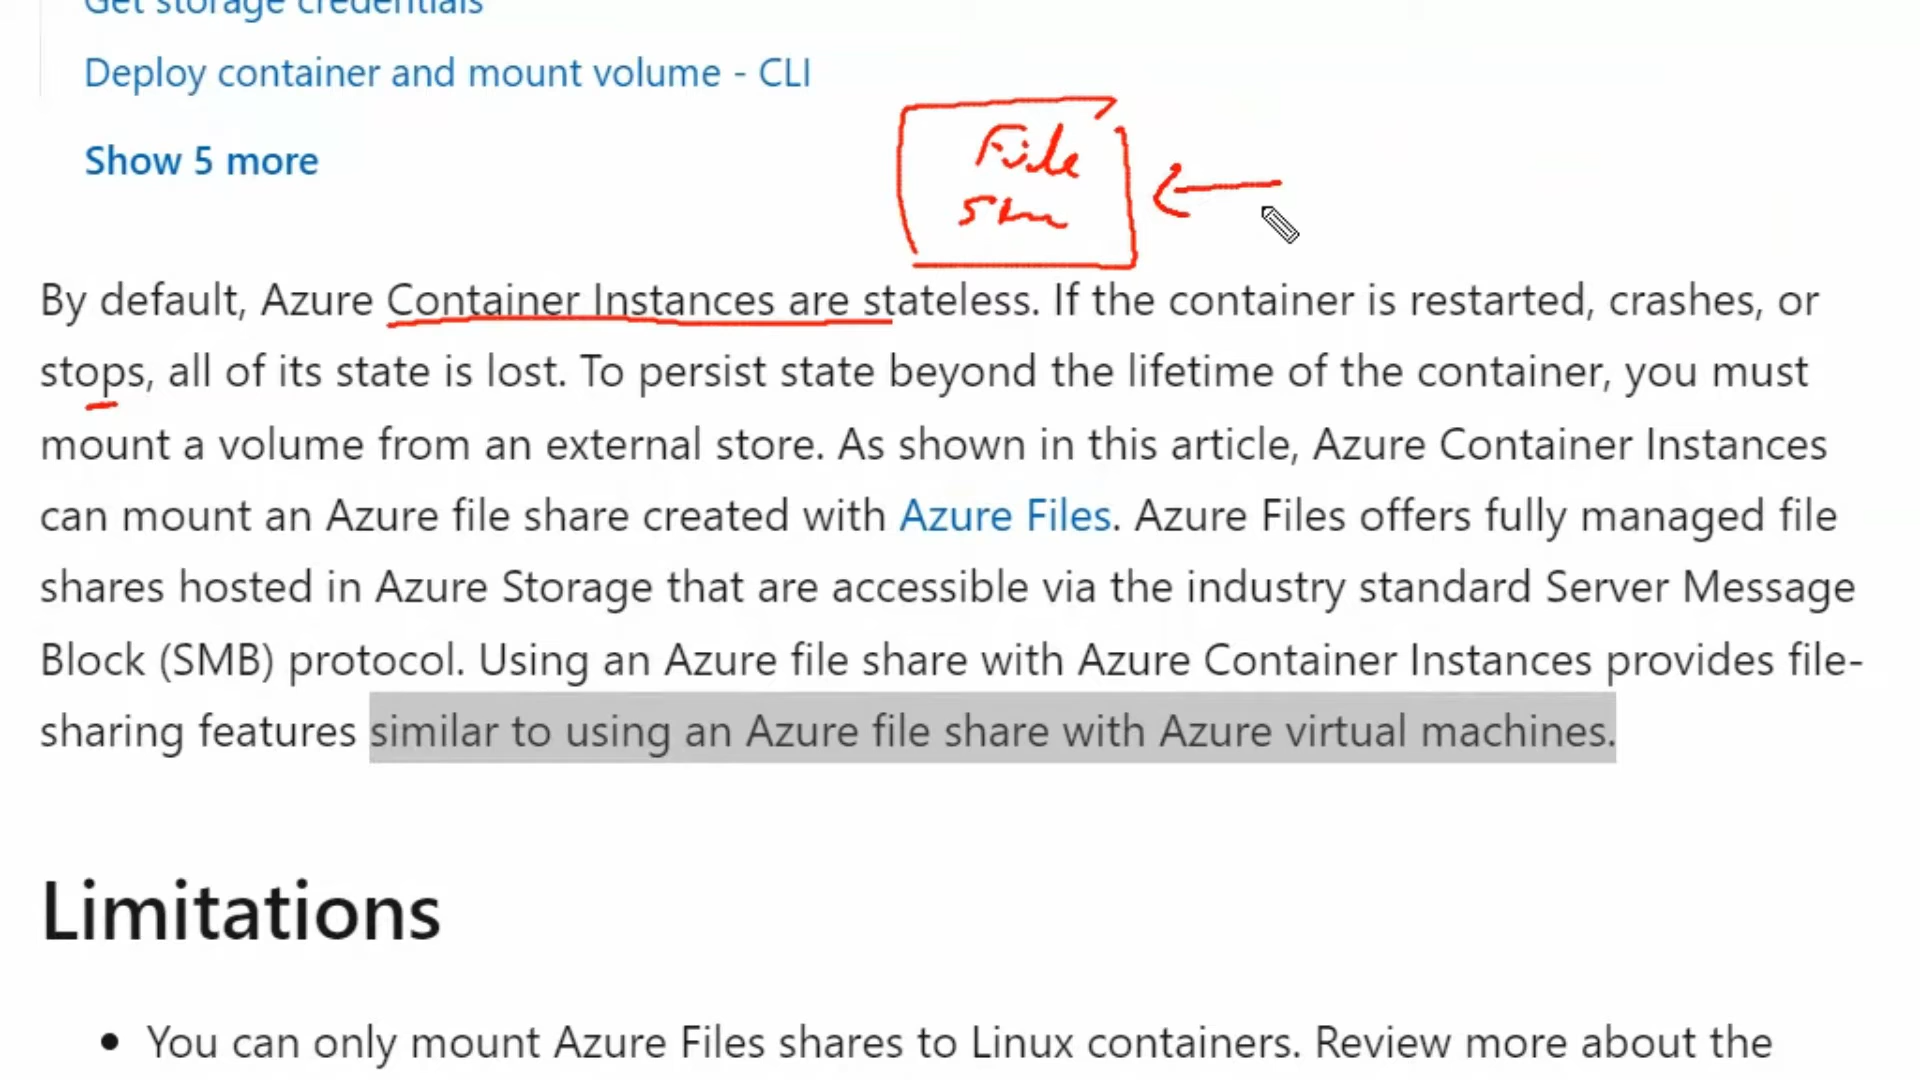 Get storage credentials
Deploy container and mount volume - CLI
Show 5 more
File
By default, Azure Container Instances are stateless. If the container is restarted, crashes, or
stops, all of its state is lost. To persist state beyond the lifetime of the container, you must
mount a volume from an external store. As shown in this article, Azure Container Instances
can mount an Azure file share created with Azure Files. Azure Files offers fully managed file
shares hosted in Azure Storage that are accessible via the industry standard Server Message
Block (SMB) protocol. Using an Azure file share with Azure Container Instances provides file-
sharing features similar to using an Azure file share with Azure virtual machines.
Limitations
• You can only mount Azure Files shares to Linux containers. Review more about the